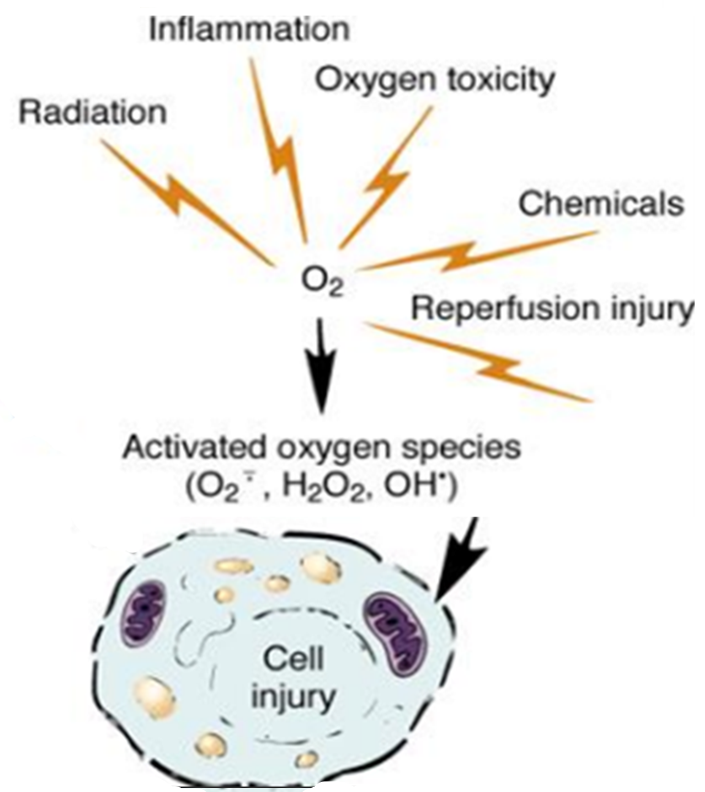 Inflammation
Oxygen toxicity
Radiation
Chemicals
O₂
Reperfusion injury
Activated oxygen species
(O₂⁻̇, H₂O₂, OH•)
Cell
injury